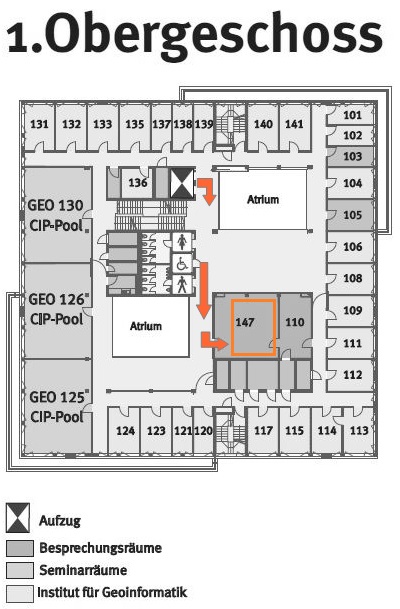 1.Obergeschoss
131 132 133 135 137 138 139 140 141 101
102
103
136 104
GEO 130
CIP-Pool
Atrium
105
106
GEO 126
CIP-Pool
108
Atrium 147 110 109
111
112
GEO 125
CIP-Pool
124 123 121 120 117 115 114 113
Aufzug
Besprechungsräume
Seminarräume
Institut für Geoinformatik